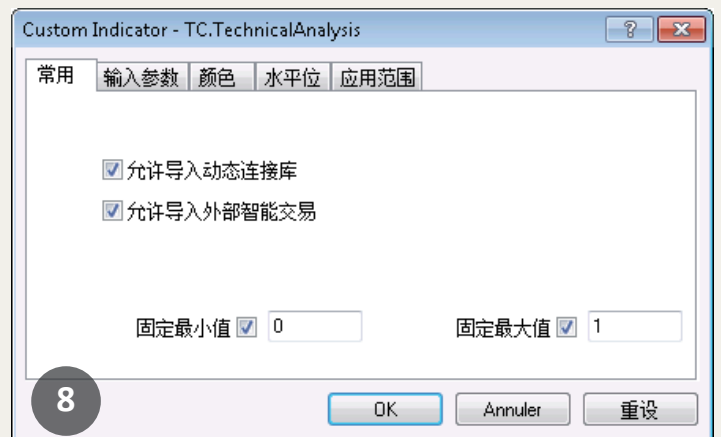 Custom Indicator - TC.TechnicalAnalysis
常用 输入参数 颜色 水平位 应用范围
允许导入动态连接库
允许导入外部智能交易
固定最小值 0 固定最大值 1
8 OK Annuler 重设